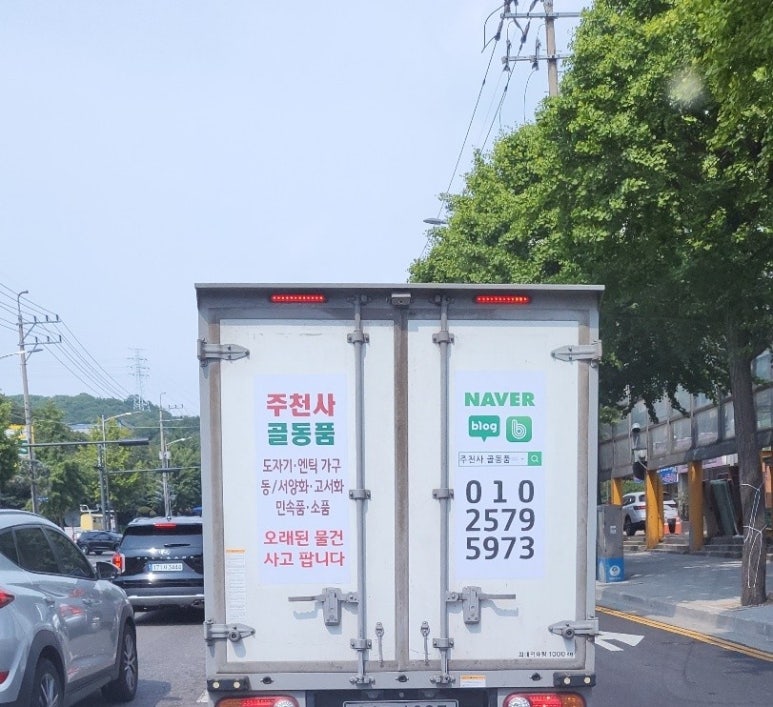 주천사
골동품
도자기·엔틱 가구
동/서양화·고서화
민속품·소품
오래된 물건
사고 팝니다
NAVER
blog b
주천사 골동품
010
2579
5973